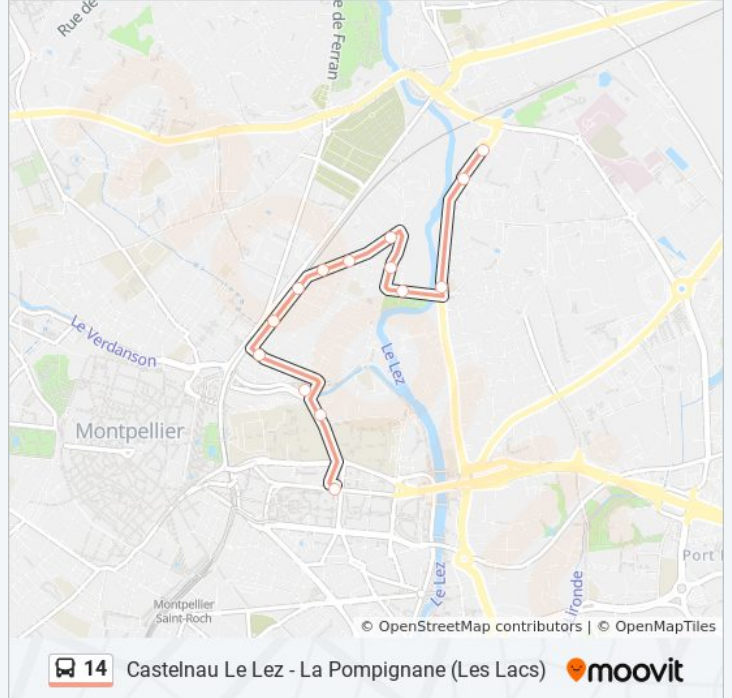 Rue de
e de Ferran
Le Verdanson
Le Lez
Montpellier
Port
Le Lez
ironde
Montpellier
Saint-Roch
© OpenStreetMap contributors | © OpenMapTiles
14 Castelnau Le Lez - La Pompignane (Les Lacs) moovit